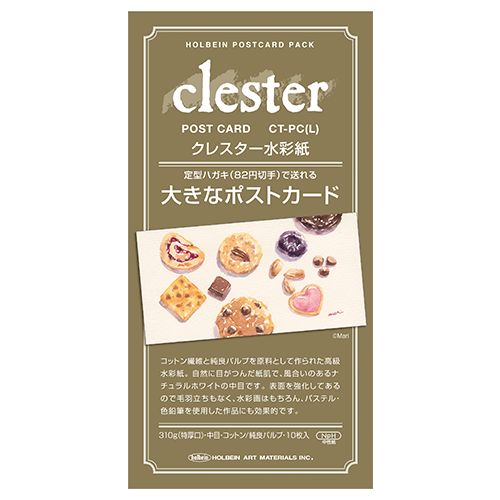 HOLBEIN POSTCARD PACK
clester
POST CARD CT-PC(L)
クレスター水彩紙
定型ハガキ(82円切手)で送れる
大きなポストカード
mari
©Mari
コットン繊維と純良パルプを原料として作られた高級
水彩紙。自然に目がつんだ紙肌で、風合いのあるナ
チュラルホワイトの中目です。表面を強化してある
ので毛羽立ちもなく、水彩画はもちろん、パステル・
色鉛筆を使用した作品にも効果的です。
310g(特厚口)・中目・コットン/純良パルプ・10枚入
NpH
中性紙
holbein HOLBEIN ART MATERIALS INC.